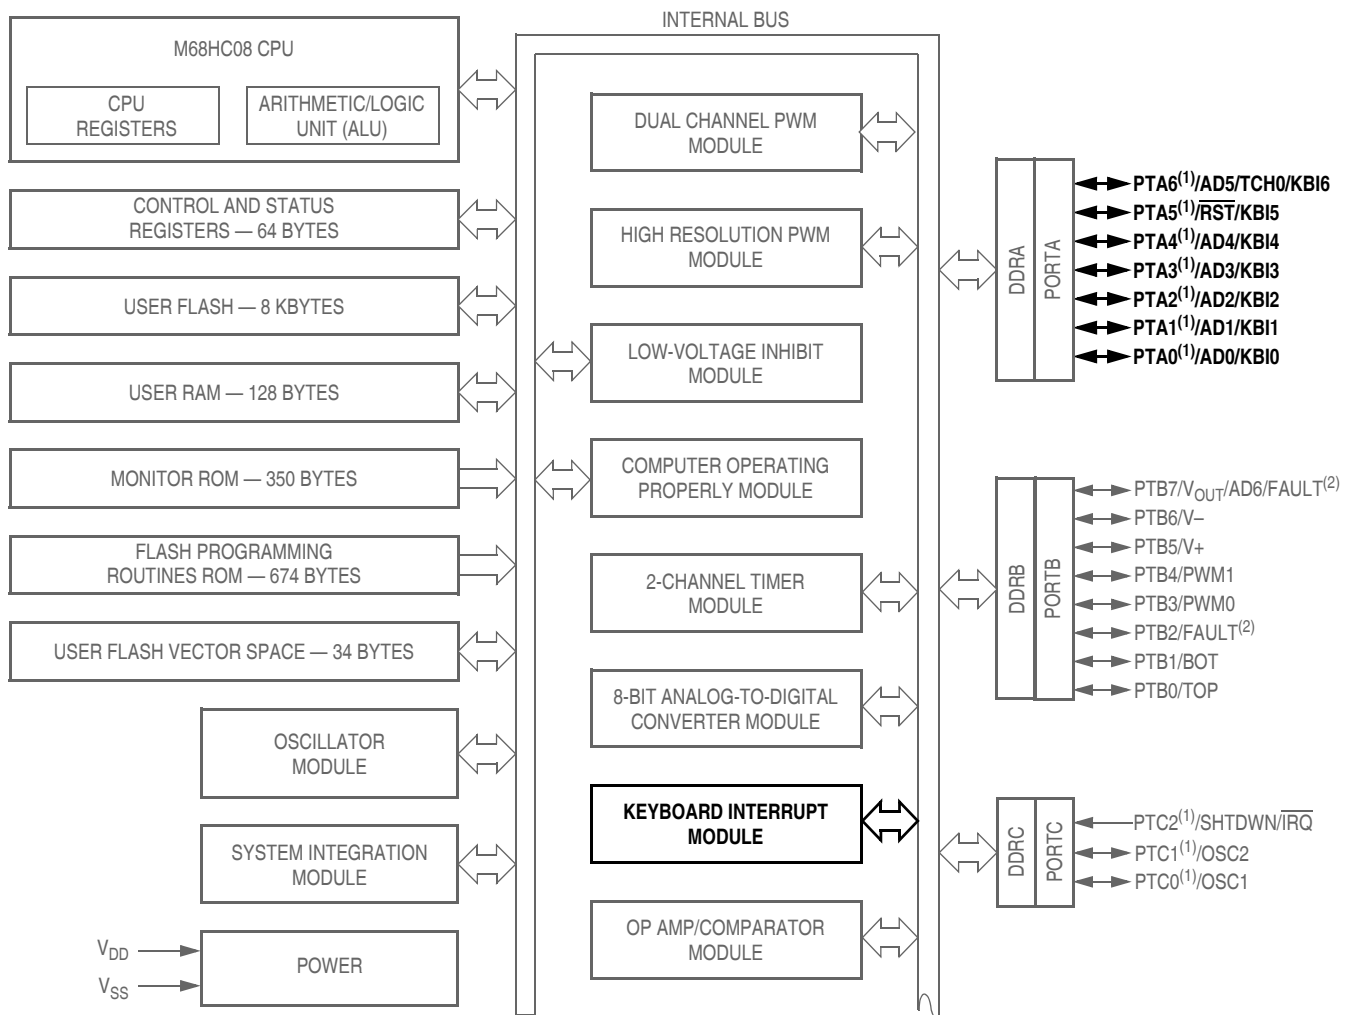 INTERNAL BUS
M68HC08 CPU
CPU
REGISTERS
ARITHMETIC/LOGIC
UNIT (ALU)
CONTROL AND STATUS
REGISTERS — 64 BYTES
USER FLASH — 8 KBYTES
USER RAM — 128 BYTES
MONITOR ROM — 350 BYTES
FLASH PROGRAMMING
ROUTINES ROM — 674 BYTES
USER FLASH VECTOR SPACE — 34 BYTES
OSCILLATOR
MODULE
SYSTEM INTEGRATION
MODULE
VDD
VSS
POWER
DUAL CHANNEL PWM
MODULE
HIGH RESOLUTION PWM
MODULE
LOW-VOLTAGE INHIBIT
MODULE
COMPUTER OPERATING
PROPERLY MODULE
2-CHANNEL TIMER
MODULE
8-BIT ANALOG-TO-DIGITAL
CONVERTER MODULE
KEYBOARD INTERRUPT
MODULE
OP AMP/COMPARATOR
MODULE
DDRA
PORTA
PTA6(1)/AD5/TCH0/KBI6
PTA5(1)/RST/KBI5
PTA4(1)/AD4/KBI4
PTA3(1)/AD3/KBI3
PTA2(1)/AD2/KBI2
PTA1(1)/AD1/KBI1
PTA0(1)/AD0/KBI0
DDRB
PORTB
PTB7/VOUT/AD6/FAULT(2)
PTB6/V–
PTB5/V+
PTB4/PWM1
PTB3/PWM0
PTB2/FAULT(2)
PTB1/BOT
PTB0/TOP
DDRC
PORTC
PTC2(1)/SHTDWN/IRQ
PTC1(1)/OSC2
PTC0(1)/OSC1